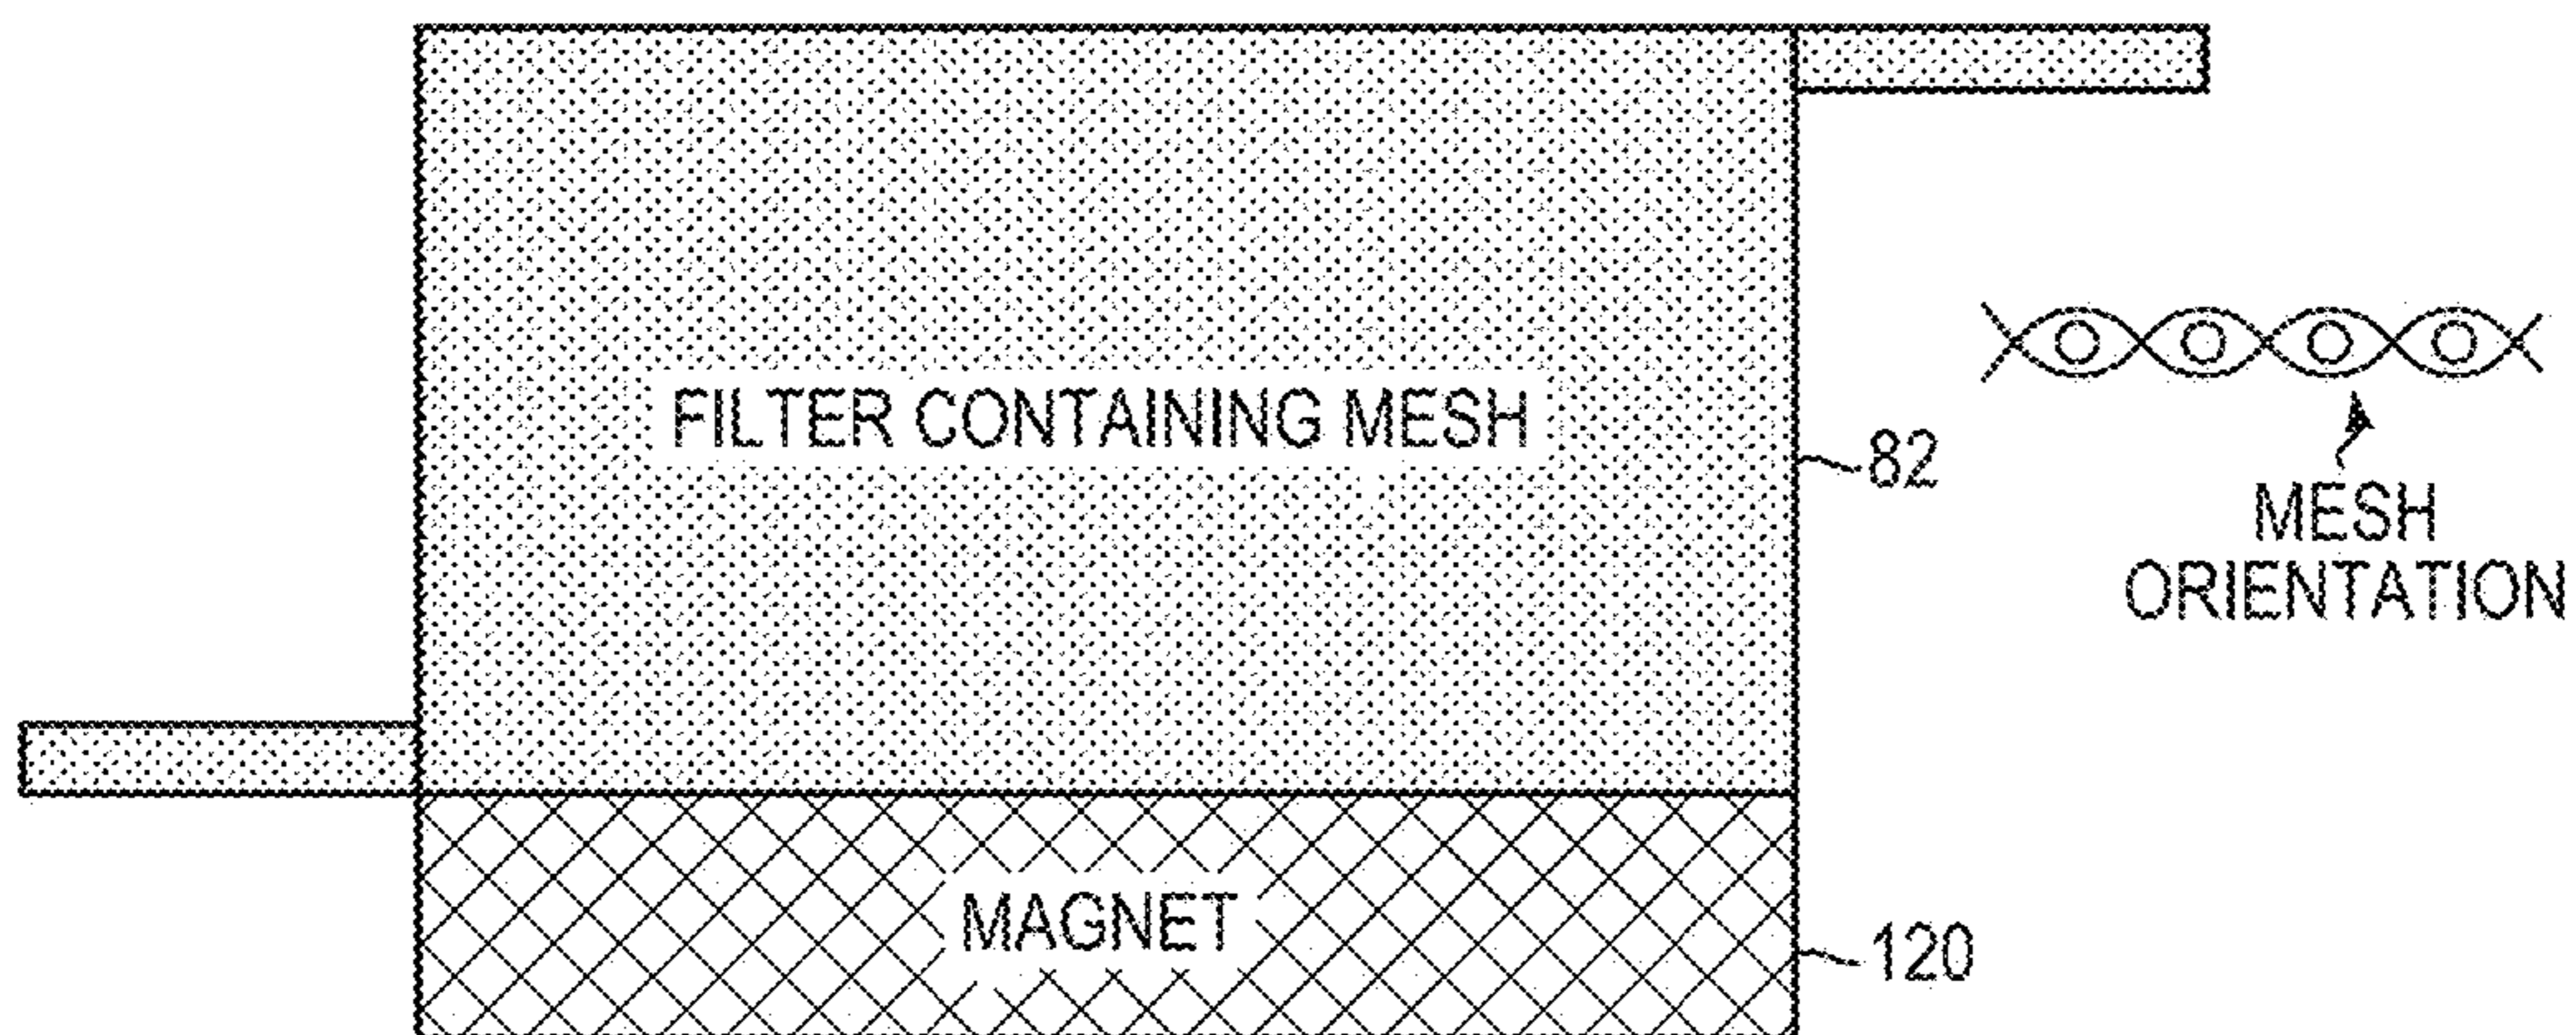 FILTER CONTAINING MESH
82
MESH
ORIENTATION
MAGNET
120